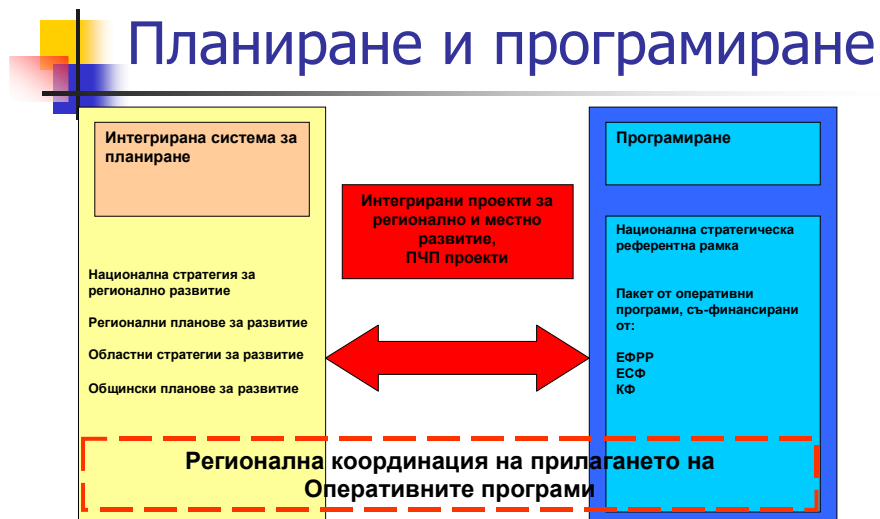 Планиране и програмиране
Интегрирана система за
планиране
Национална стратегия за
регионално развитие
Регионални планове за развитие
Областни стратегии за развитие
Общински планове за развитие
Интегрирани проекти за
регионално и местно
развитие,
ПЧП проекти
Програмиране
Национална стратегическа
референтна рамка
Пакет от оперативни
програми, съ-финансирани
от:
ЕФРР
ЕСФ
КФ
Регионална координация на прилагането на
Оперативните програми